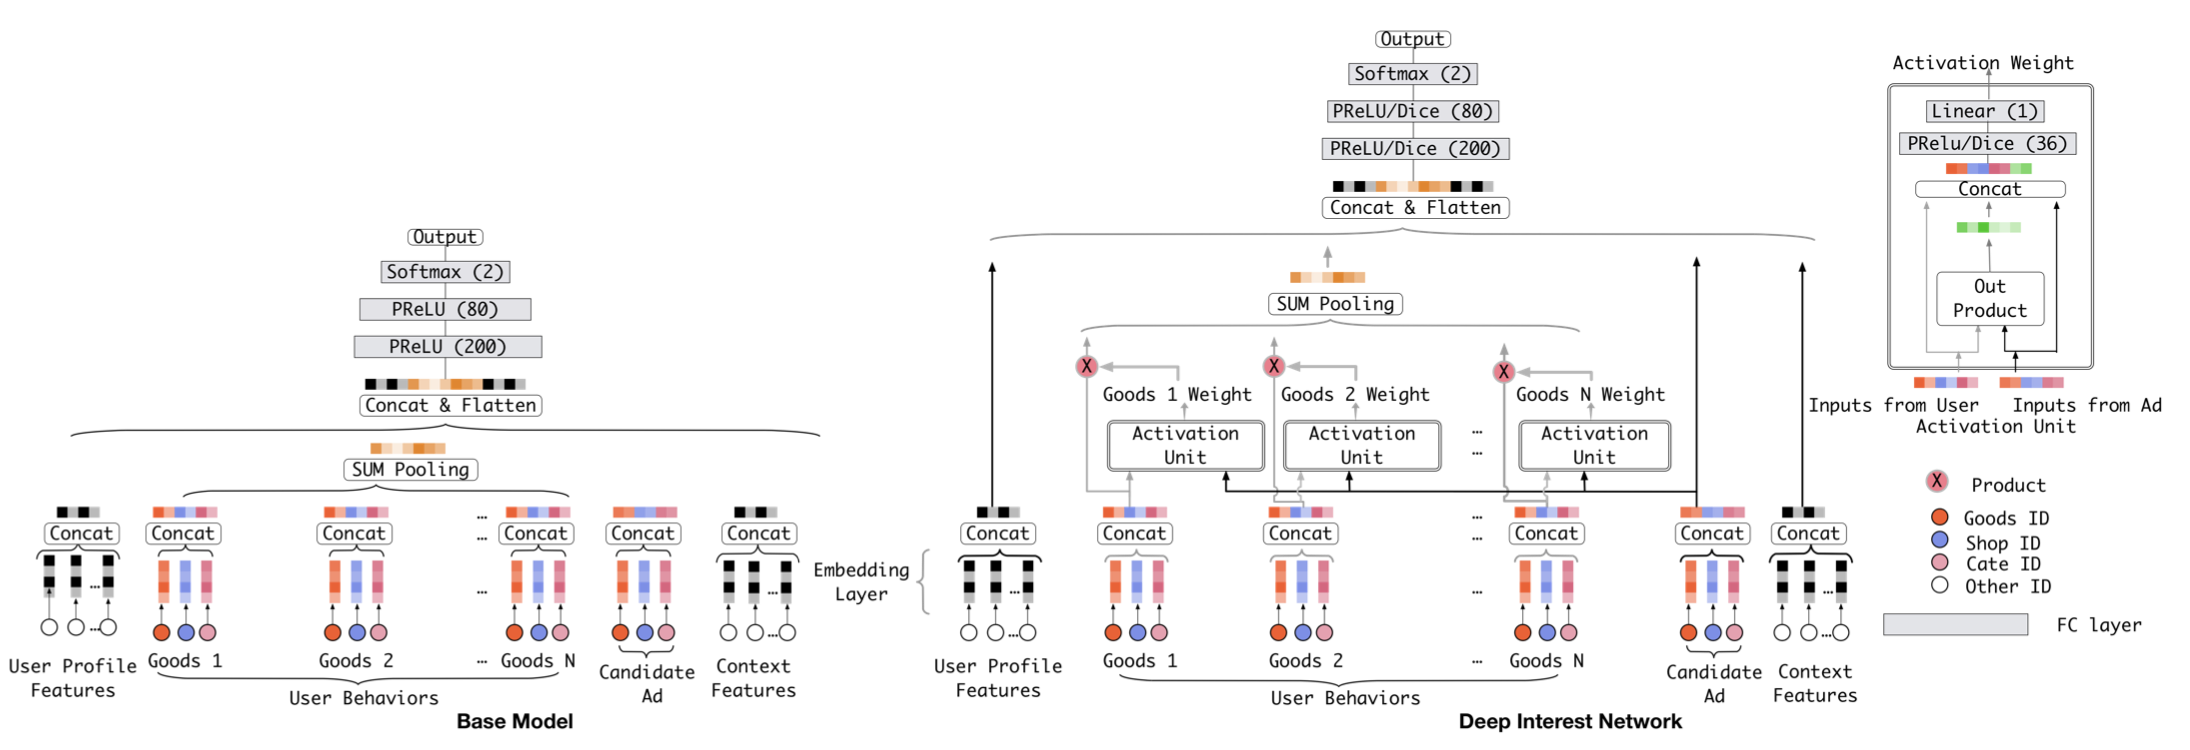 Output
Softmax (2)
PReLU (80)
PReLU (200)
Concat & Flatten
SUM Pooling
Concat Concat Concat ... ... Concat Concat Concat
... ... ... ...
User Profile Features
Goods 1
Goods 2
... Goods N
User Behaviors
Candidate Ad
Context Features
Base Model
Embedding
Layer
Output
Softmax (2)
PReLU/Dice (80)
PReLU/Dice (200)
Concat & Flatten
SUM Pooling
X X X
Goods 1 Weight
Goods 2 Weight
Goods N Weight
Activation Unit
Activation Unit
... ...
Activation Unit
Concat Concat Concat ... ... Concat Concat Concat
... ... ...
User Profile Features
Goods 1
Goods 2
... Goods N
User Behaviors
Candidate Ad
Context Features
Deep Interest Network
Activation Weight
Linear (1)
PRelu/Dice (36)
Concat
Out
Product
Inputs from User
Inputs from Ad
Activation Unit
X Product
Goods ID
Shop ID
Cate ID
Other ID
FC layer